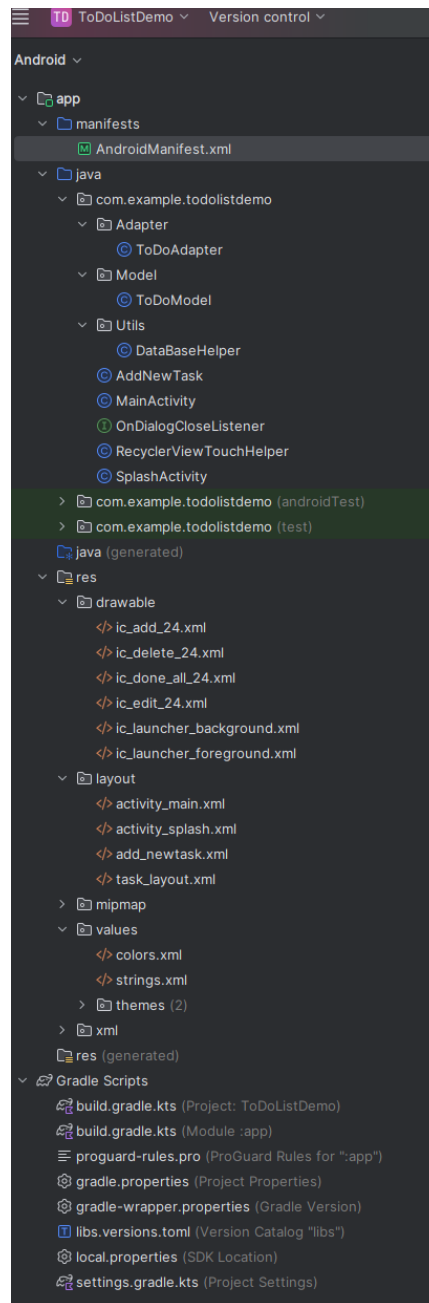 TD ToDoListDemo Version control
Android
app
manifests
M AndroidManifest.xml
java
com.example.todolistdemo
Adapter
C ToDoAdapter
Model
C ToDoModel
Utils
C DataBaseHelper
C AddNewTask
C MainActivity
I OnDialogCloseListener
C RecyclerViewTouchHelper
C SplashActivity
com.example.todolistdemo (androidTest)
com.example.todolistdemo (test)
java (generated)
res
drawable
</> ic_add_24.xml
</> ic_delete_24.xml
</> ic_done_all_24.xml
</> ic_edit_24.xml
</> ic_launcher_background.xml
</> ic_launcher_foreground.xml
layout
</> activity_main.xml
</> activity_splash.xml
</> add_newtask.xml
</> task_layout.xml
mipmap
values
</> colors.xml
</> strings.xml
themes (2)
xml
res (generated)
Gradle Scripts
build.gradle.kts (Project: ToDoListDemo)
build.gradle.kts (Module :app)
proguard-rules.pro (ProGuard Rules for ":app")
gradle.properties (Project Properties)
gradle-wrapper.properties (Gradle Version)
T libs.versions.toml (Version Catalog "libs")
local.properties (SDK Location)
settings.gradle.kts (Project Settings)